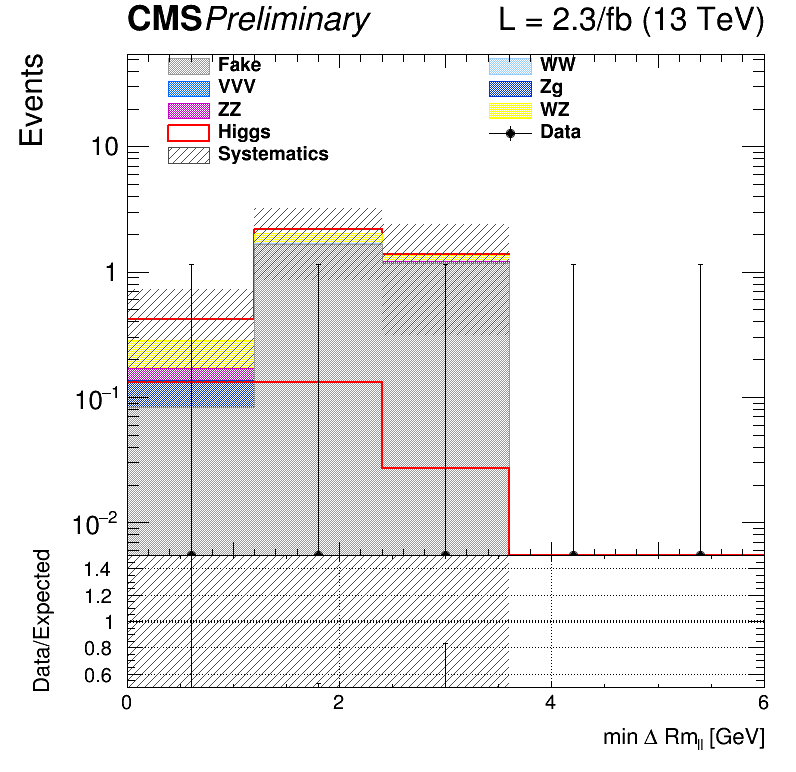 CMS Preliminary L = 2.3/fb (13 TeV)
Events
Fake WW
VVV Zg
ZZ WZ
Higgs Data
Systematics
10
1
10⁻¹
10⁻²
Data/Expected
1.4
1.2
1
0.8
0.6
0 2 4 6
min Δ Rm_ll [GeV]